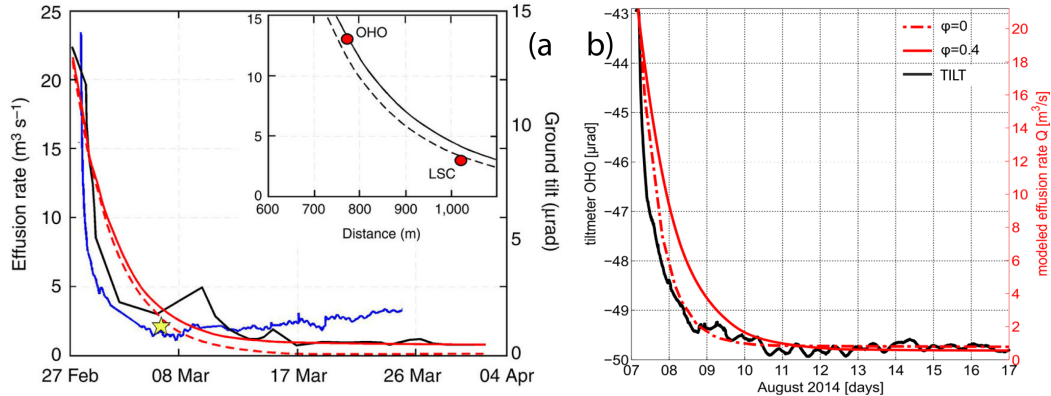 (a
Effusion rate (m³ s⁻¹)
25
20
15
10
5
0
27 Feb
08 Mar
17 Mar
26 Mar
04 Apr
15
10
5
0
Ground tilt (μrad)
15
10
5
0
600
700
800
900
1,000
Distance (m)
OHO
LSC
b)
tiltmeter OHO [μrad]
−43
−44
−46
−47
−49
−50
07
08
09
10
11
12
13
14
15
16
17
August 2014 [days]
φ=0
φ=0.4
TILT
20
18
16
14
12
10
8
6
4
2
1
0
modeled effusion rate Q [m³/s]